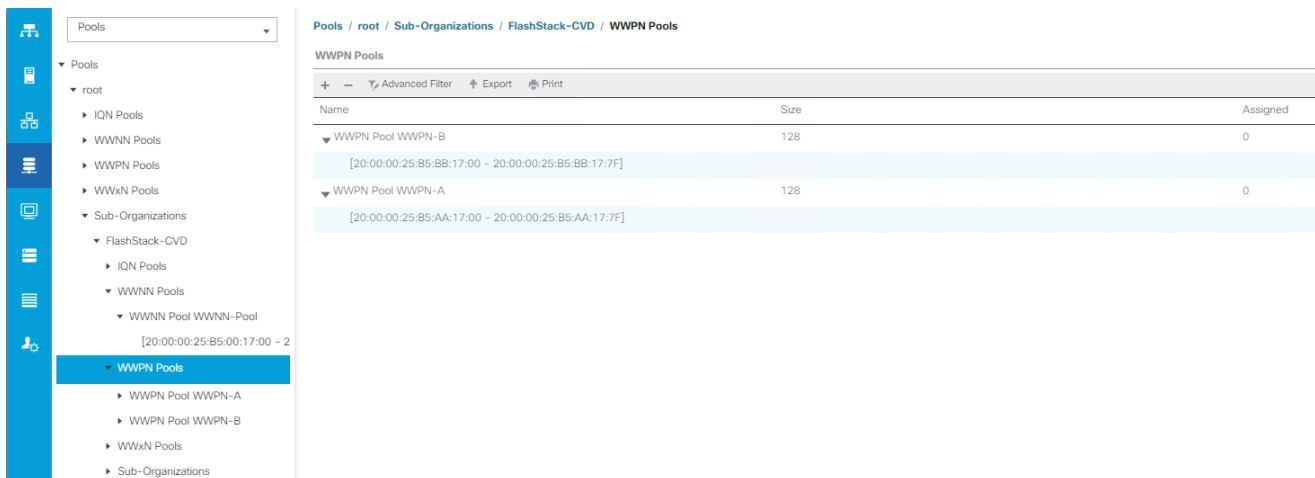 Pools
Pools
root
IQN Pools
WWNN Pools
WWPN Pools
WWxN Pools
Sub-Organizations
FlashStack-CVD
IQN Pools
WWNN Pools
WWNN Pool WWNN-Pool
[20:00:00:25:B5:00:17:00 - 2
WWPN Pools
WWPN Pool WWPN-A
WWPN Pool WWPN-B
WWxN Pools
Sub-Organizations
Pools / root / Sub-Organizations / FlashStack-CVD / WWPN Pools
WWPN Pools
+ − Advanced Filter Export Print
Name Size Assigned
WWPN Pool WWPN-B 128 0
[20:00:00:25:B5:BB:17:00 - 20:00:00:25:B5:BB:17:7F]
WWPN Pool WWPN-A 128 0
[20:00:00:25:B5:AA:17:00 - 20:00:00:25:B5:AA:17:7F]